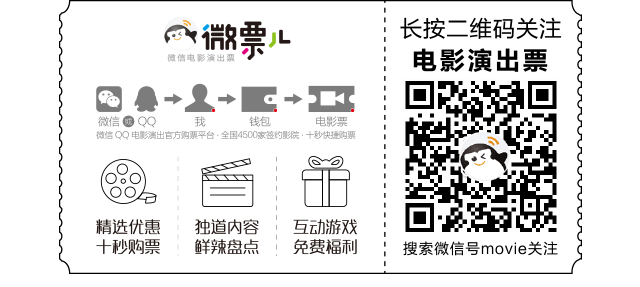 微票儿
微信电影演出票
微信 或 QQ 我 钱包 电影票
微信 QQ 电影演出官方购票平台 · 全国4500家签约影院 · 十秒快捷购票
精选优惠 独道内容 互动游戏
十秒购票 鲜辣盘点 免费福利
长按二维码关注
电影演出票
搜索微信号movie关注